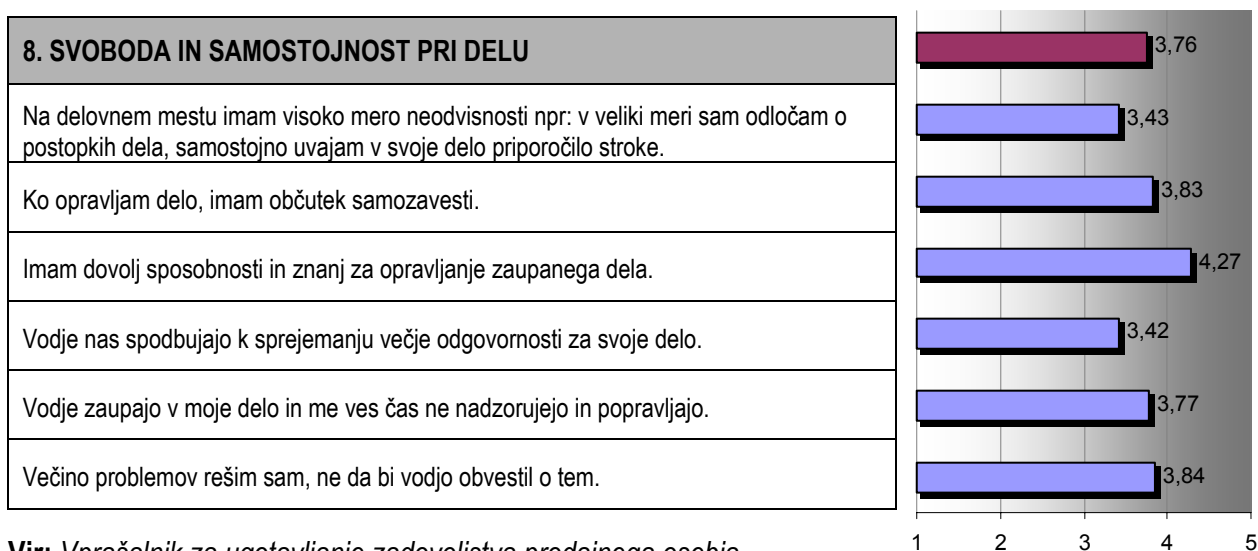 8. SVOBODA IN SAMOSTOJNOST PRI DELU
3,76
Na delovnem mestu imam visoko mero neodvisnosti npr: v veliki meri sam odločam o
postopkih dela, samostojno uvajam v svoje delo priporočilo stroke.
3,43
Ko opravljam delo, imam občutek samozavesti.
3,83
Imam dovolj sposobnosti in znanj za opravljanje zaupanega dela.
4,27
Vodje nas spodbujajo k sprejemanju večje odgovornosti za svoje delo.
3,42
Vodje zaupajo v moje delo in me ves čas ne nadzorujejo in popravljajo.
3,77
Večino problemov rešim sam, ne da bi vodjo obvestil o tem.
3,84
1 2 3 4 5
Vir: Vprašalnik za ugotavljanje zadovoljstva prodajnega osebja